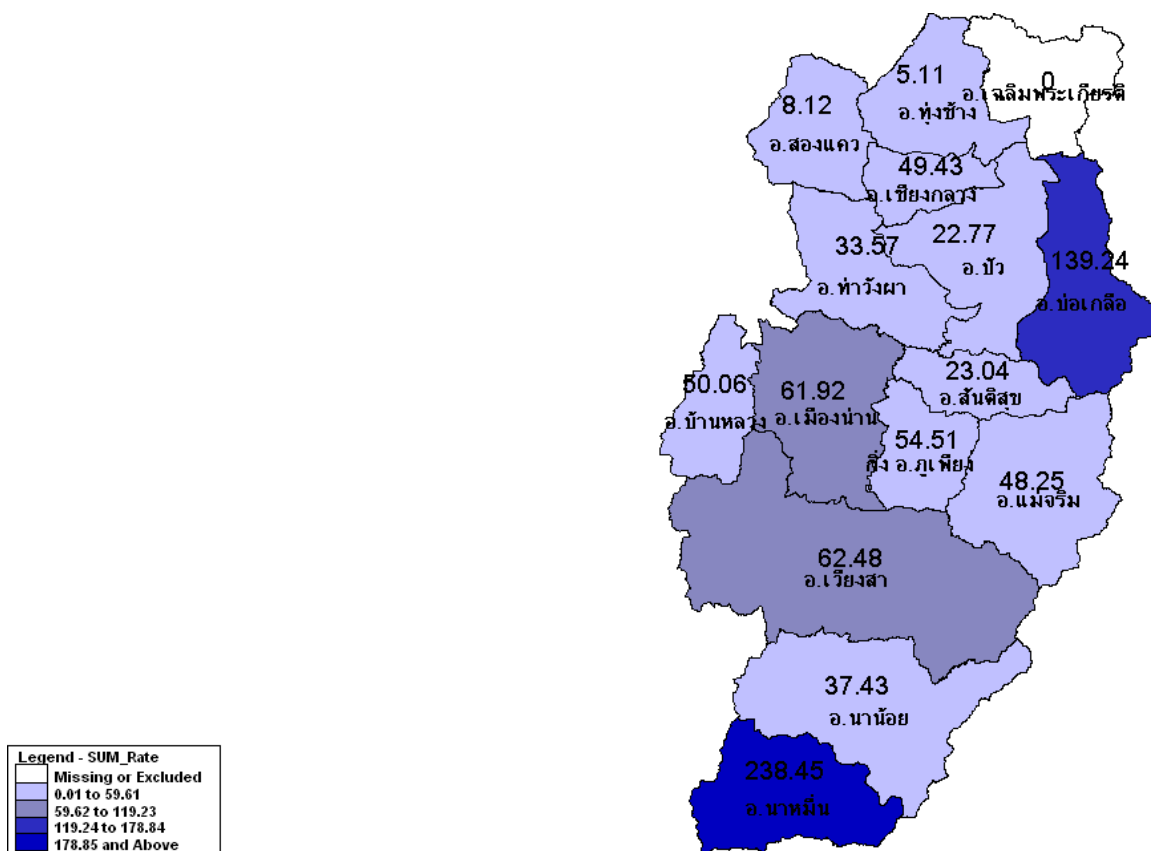 5.11
0
อ.เฉลิมพระเกียรติ
8.12
อ.ทุ่งช้าง
อ.สองแคว
49.43
อ.เชียงกลาง
33.57
22.77
139.24
อ.ปัว
อ.ท่าวังผา
อ.บ่อเกลือ
50.06
61.92
23.04
อ.สันติสุข
อ.บ้านหลวง
อ.เมืองน่าน
54.51
กิ่ง อ.ภูเพียง
48.25
อ.แม่จริม
62.48
อ.เวียงสา
37.43
อ.นาน้อย
238.45
อ.นาหมื่น
Legend - SUM_Rate
Missing or Excluded
0.01 to 59.61
59.62 to 119.23
119.24 to 178.84
178.85 and Above